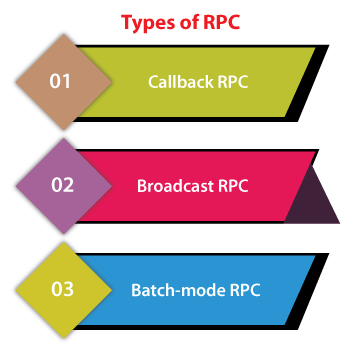 Types of RPC
01
Callback RPC
02
Broadcast RPC
03
Batch-mode RPC